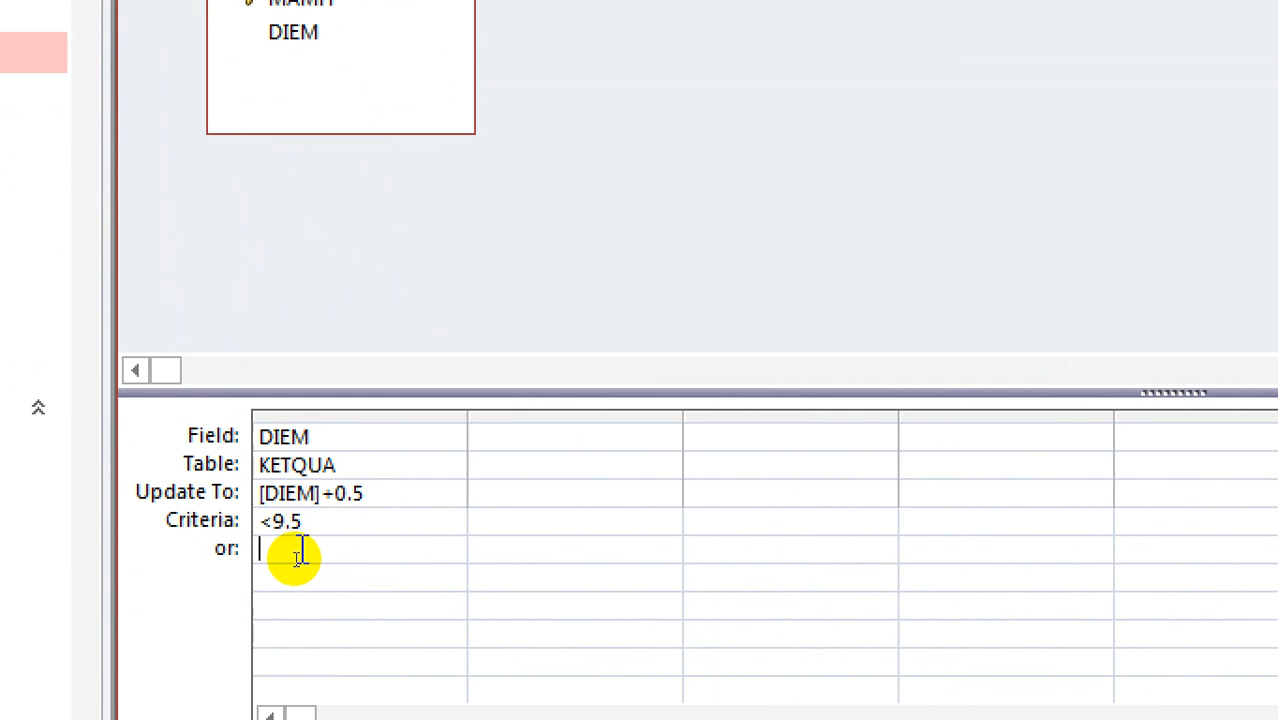 DIEM
Field: DIEM
Table: KETQUA
Update To: [DIEM]+0.5
Criteria: <9.5
or: